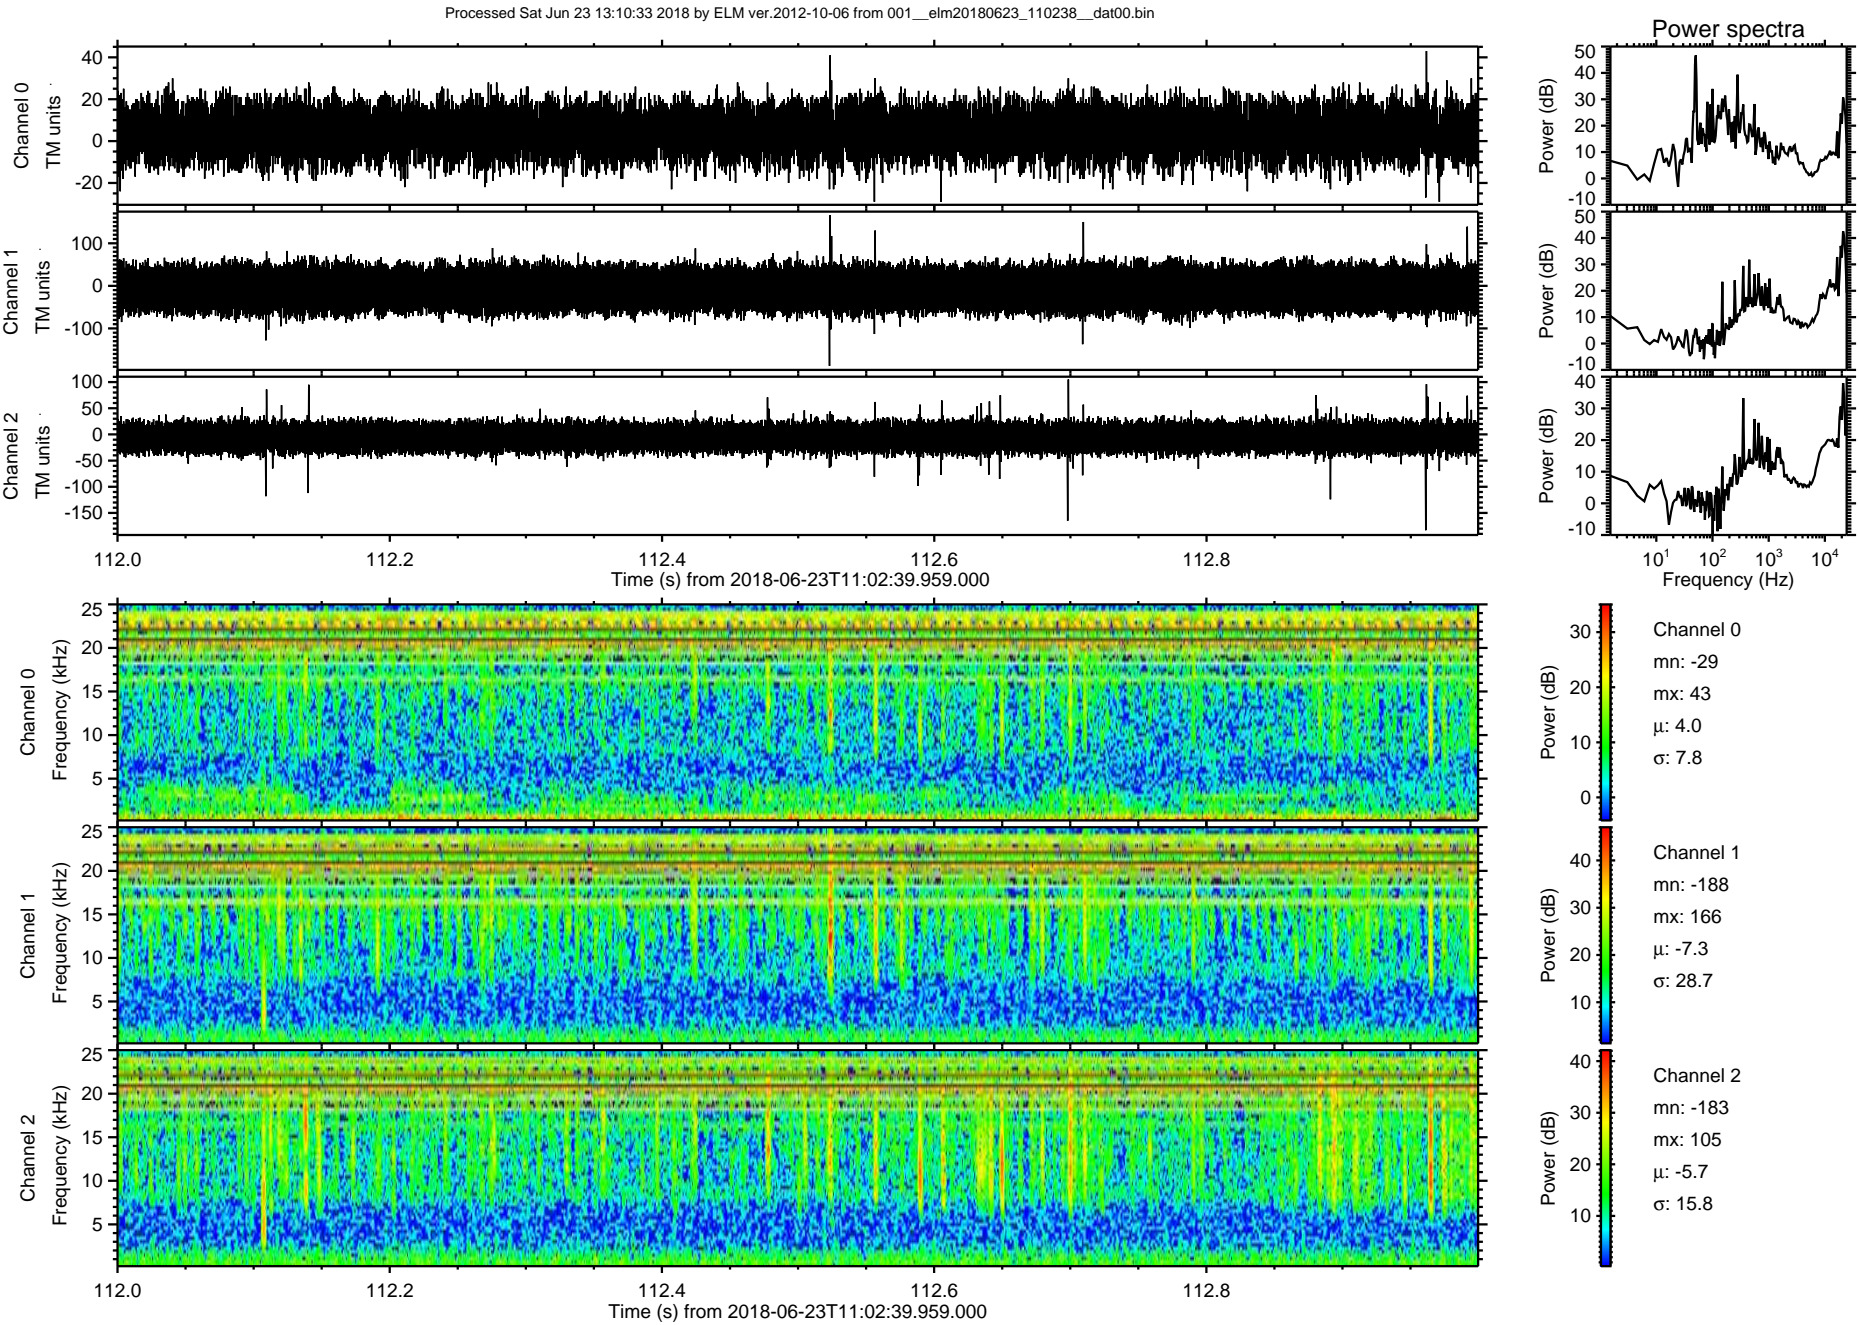 Processed Sat Jun 23 13:10:33 2018 by ELM ver.2012-10-06 from 001__elm20180623_110238__dat00.bin
Power spectra
Channel 0
TM units
40
20
0
-20
Power (dB)
50
40
30
20
10
0
-10
Channel 1
TM units
100
0
-100
Power (dB)
50
40
30
20
10
0
-10
Channel 2
TM units
100
50
0
-50
-100
-150
Power (dB)
40
30
20
10
0
-10
112.0 112.2 112.4 112.6 112.8
Time (s) from 2018-06-23T11:02:39.959.000
10^1 10^2 10^3 10^4
Frequency (Hz)
Channel 0
Frequency (kHz)
25
20
15
10
5
Power (dB)
30
20
10
0
Channel 0
mn: -29
mx: 43
µ: 4.0
σ: 7.8
Channel 1
Frequency (kHz)
25
20
15
10
5
Power (dB)
40
30
20
10
Channel 1
mn: -188
mx: 166
µ: -7.3
σ: 28.7
Channel 2
Frequency (kHz)
25
20
15
10
5
Power (dB)
40
30
20
10
Channel 2
mn: -183
mx: 105
µ: -5.7
σ: 15.8
112.0 112.2 112.4 112.6 112.8
Time (s) from 2018-06-23T11:02:39.959.000